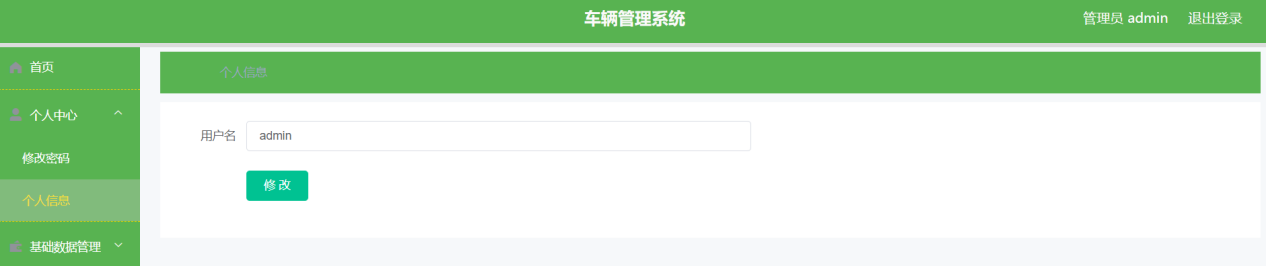 车辆管理系统
管理员 admin 退出登录
首页
个人中心
修改密码
个人信息
基础数据管理
个人信息
用户名 admin
修 改